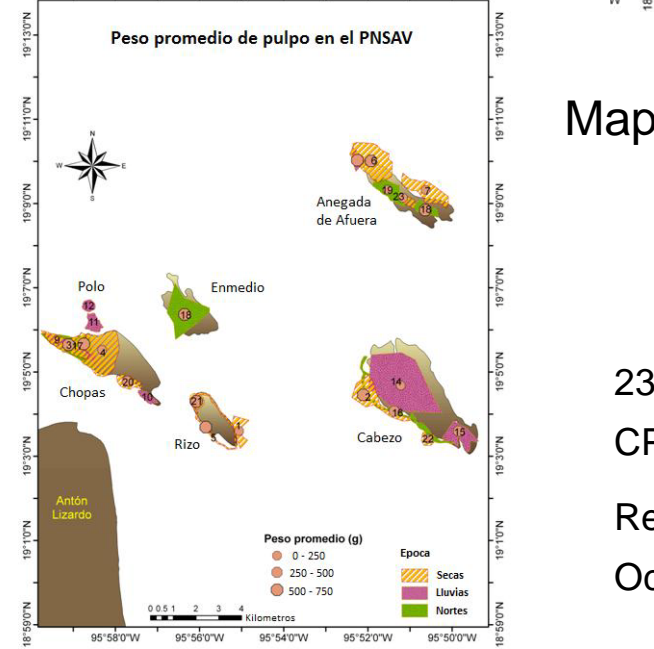 Peso promedio de pulpo en el PNSAV
N
W
E
S
Anegada
de Afuera
6
19
23
7
18
Polo
12
11
Enmedio
18
9
3
17
4
20
10
Chopas
21
5
1
Rizo
14
2
16
22
15
Cabezo
Antón
Lizardo
Peso promedio (g)
0 - 250
250 - 500
500 - 750
Epoca
Secas
Lluvias
Nortes
0 0.5 1 2 3 4
Kilometros
19°13'0"N
19°11'0"N
19°9'0"N
19°7'0"N
19°5'0"N
19°3'0"N
19°1'0"N
18°59'0"N
19°13'0"N
19°11'0"N
19°9'0"N
19°7'0"N
19°5'0"N
19°3'0"N
19°1'0"N
18°59'0"N
95°58'0"W 95°56'0"W 95°54'0"W 95°52'0"W 95°50'0"W
W
18
Map
23
CP
Re
Oc